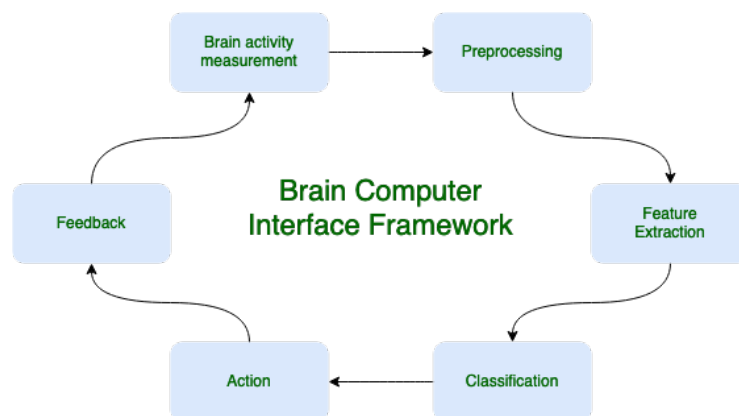 Brain activity
measurement
Preprocessing
Feature
Extraction
Classification
Action
Feedback
Brain Computer
Interface Framework